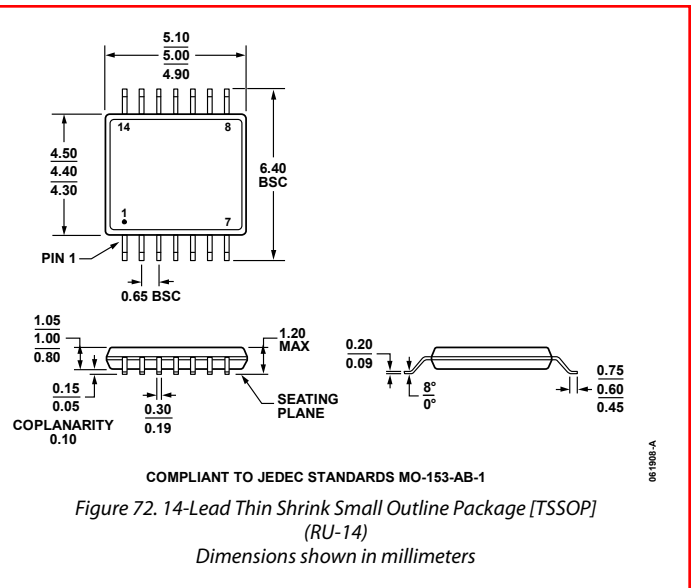 5.10
5.00
4.90
14
8
4.50
4.40
4.30
6.40
BSC
1
7
PIN 1
0.65 BSC
1.05
1.00
0.80
1.20
MAX
0.15
0.05
COPLANARITY
0.10
0.30
0.19
SEATING
PLANE
0.20
0.09
8°
0°
0.75
0.60
0.45
COMPLIANT TO JEDEC STANDARDS MO-153-AB-1
061908-A
Figure 72. 14-Lead Thin Shrink Small Outline Package [TSSOP]
(RU-14)
Dimensions shown in millimeters